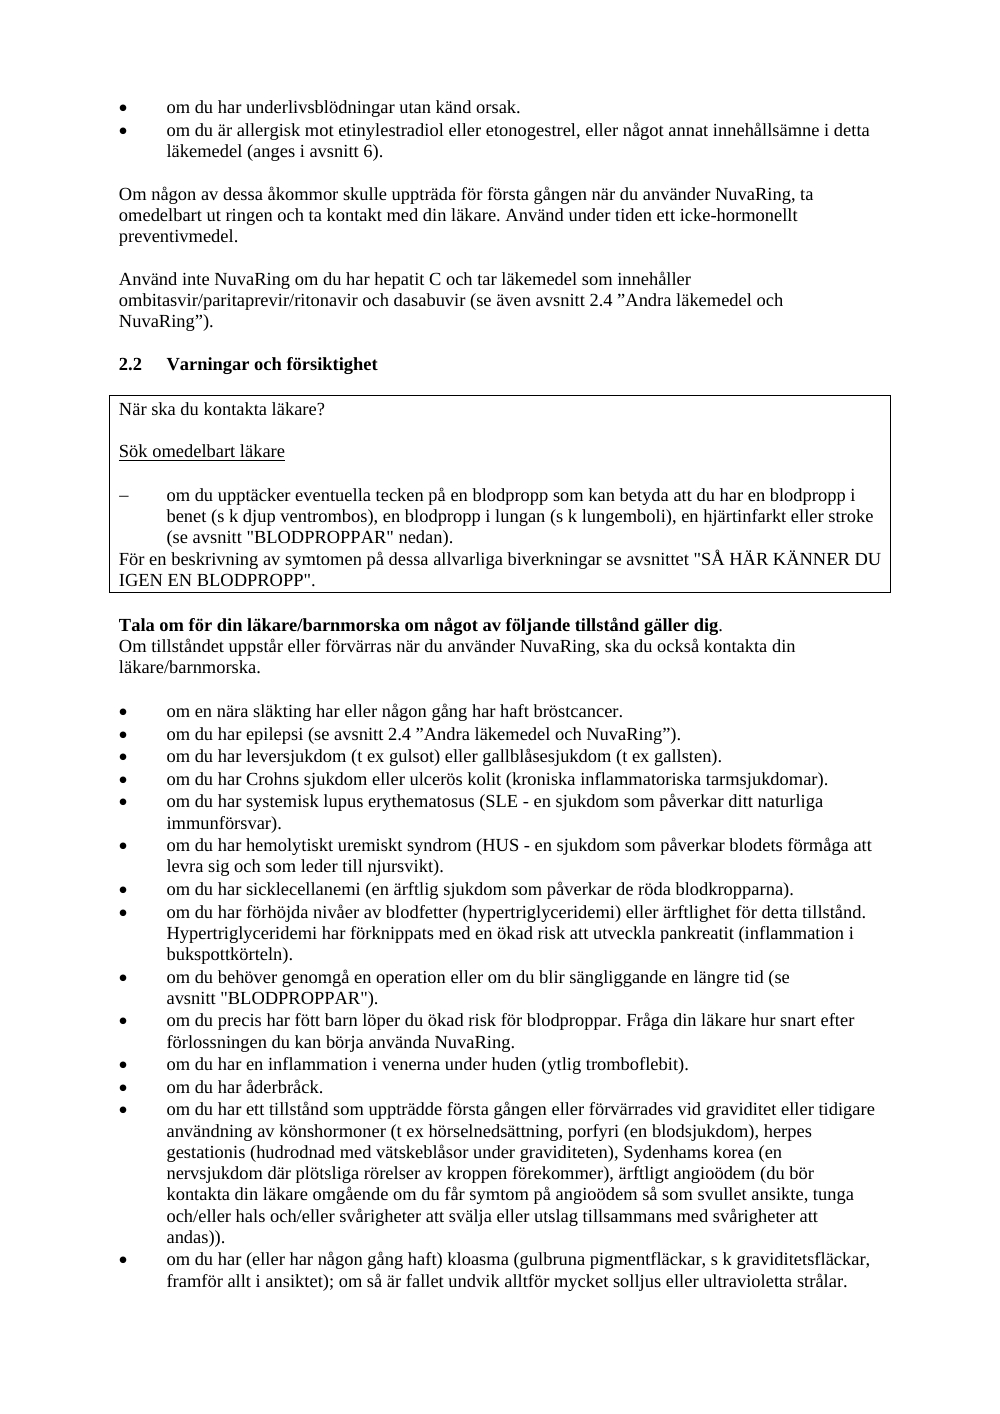 • om du har underlivsblödningar utan känd orsak.
• om du är allergisk mot etinylestradiol eller etonogestrel, eller något annat innehållsämne i detta
läkemedel (anges i avsnitt 6).
Om någon av dessa åkommor skulle uppträda för första gången när du använder NuvaRing, ta
omedelbart ut ringen och ta kontakt med din läkare. Använd under tiden ett icke-hormonellt
preventivmedel.
Använd inte NuvaRing om du har hepatit C och tar läkemedel som innehåller
ombitasvir/paritaprevir/ritonavir och dasabuvir (se även avsnitt 2.4 ”Andra läkemedel och
NuvaRing”).
2.2 Varningar och försiktighet
När ska du kontakta läkare?
Sök omedelbart läkare
– om du upptäcker eventuella tecken på en blodpropp som kan betyda att du har en blodpropp i
benet (s k djup ventrombos), en blodpropp i lungan (s k lungemboli), en hjärtinfarkt eller stroke
(se avsnitt "BLODPROPPAR" nedan).
För en beskrivning av symtomen på dessa allvarliga biverkningar se avsnittet "SÅ HÄR KÄNNER DU
IGEN EN BLODPROPP".
Tala om för din läkare/barnmorska om något av följande tillstånd gäller dig.
Om tillståndet uppstår eller förvärras när du använder NuvaRing, ska du också kontakta din
läkare/barnmorska.
• om en nära släkting har eller någon gång har haft bröstcancer.
• om du har epilepsi (se avsnitt 2.4 ”Andra läkemedel och NuvaRing”).
• om du har leversjukdom (t ex gulsot) eller gallblåsesjukdom (t ex gallsten).
• om du har Crohns sjukdom eller ulcerös kolit (kroniska inflammatoriska tarmsjukdomar).
• om du har systemisk lupus erythematosus (SLE - en sjukdom som påverkar ditt naturliga
immunförsvar).
• om du har hemolytiskt uremiskt syndrom (HUS - en sjukdom som påverkar blodets förmåga att
levra sig och som leder till njursvikt).
• om du har sicklecellanemi (en ärftlig sjukdom som påverkar de röda blodkropparna).
• om du har förhöjda nivåer av blodfetter (hypertriglyceridemi) eller ärftlighet för detta tillstånd.
Hypertriglyceridemi har förknippats med en ökad risk att utveckla pankreatit (inflammation i
bukspottkörteln).
• om du behöver genomgå en operation eller om du blir sängliggande en längre tid (se
avsnitt "BLODPROPPAR").
• om du precis har fött barn löper du ökad risk för blodproppar. Fråga din läkare hur snart efter
förlossningen du kan börja använda NuvaRing.
• om du har en inflammation i venerna under huden (ytlig tromboflebit).
• om du har åderbråck.
• om du har ett tillstånd som uppträdde första gången eller förvärrades vid graviditet eller tidigare
användning av könshormoner (t ex hörselnedsättning, porfyri (en blodsjukdom), herpes
gestationis (hudrodnad med vätskeblåsor under graviditeten), Sydenhams korea (en
nervsjukdom där plötsliga rörelser av kroppen förekommer), ärftligt angioödem (du bör
kontakta din läkare omgående om du får symtom på angioödem så som svullet ansikte, tunga
och/eller hals och/eller svårigheter att svälja eller utslag tillsammans med svårigheter att
andas)).
• om du har (eller har någon gång haft) kloasma (gulbruna pigmentfläckar, s k graviditetsfläckar,
framför allt i ansiktet); om så är fallet undvik alltför mycket solljus eller ultravioletta strålar.